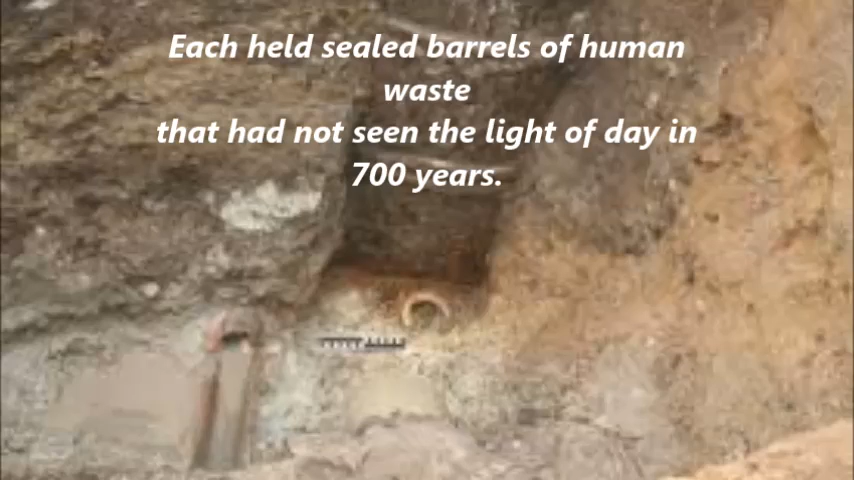 Each held sealed barrels of human
waste
that had not seen the light of day in
700 years.